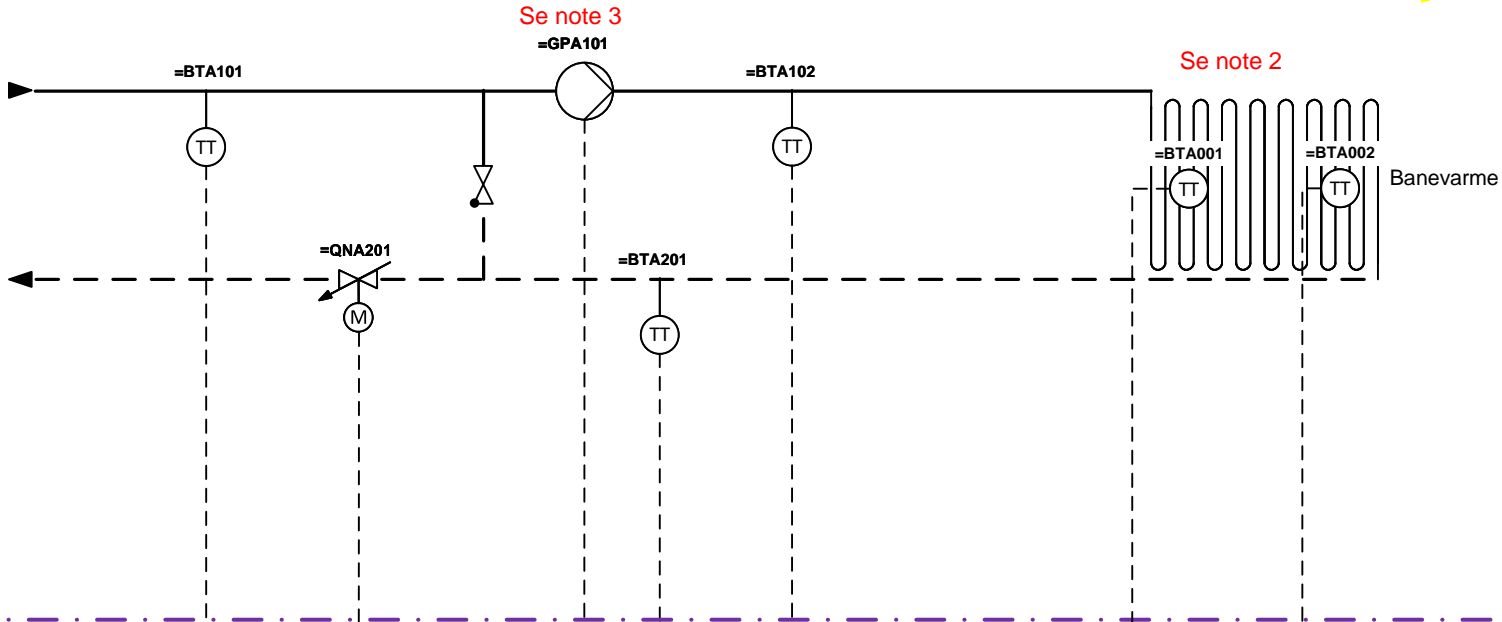 Se note 3
=GPA101
=BTA101
=BTA102
Se note 2
TT
TT
=BTA001
=BTA002
TT
TT
Banevarme
=QNA201
=BTA201
M
TT